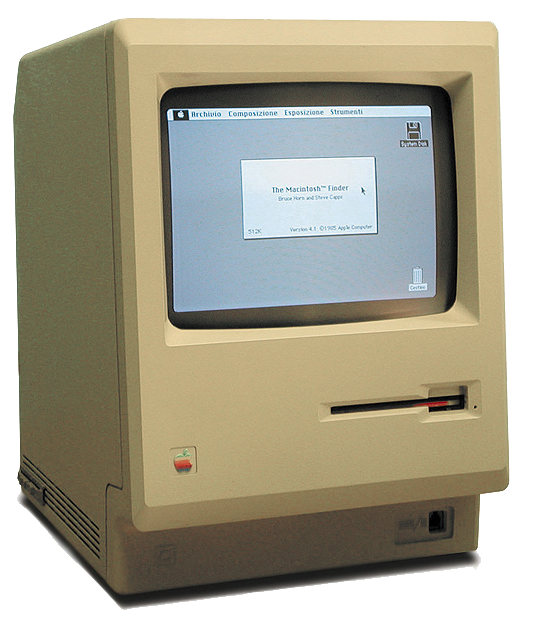 Archivio Composizione Esposizione Strumenti
System Disk
The Macintosh™ Finder
Bruce Horn and Steve Capps
512K Version 4.1 ©1985 Apple Computer
Cestino